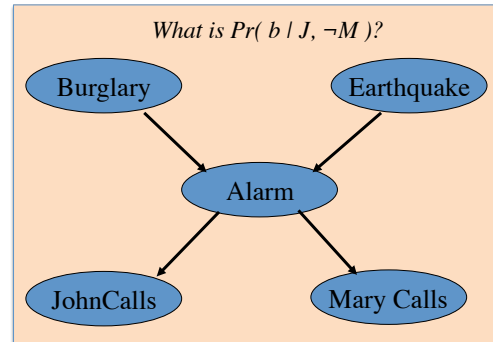 What is Pr( b | J, ¬M )?
Burglary
Earthquake
Alarm
JohnCalls
Mary Calls